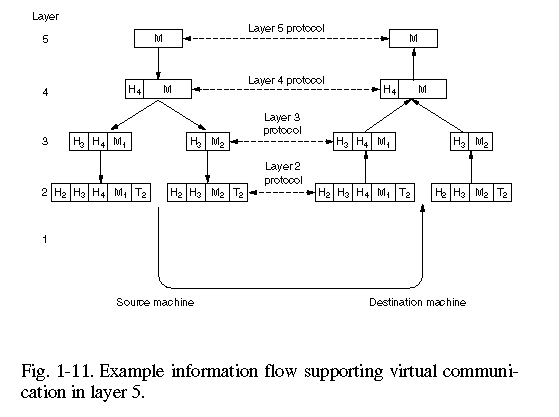 Layer
5 M Layer 5 protocol M
4 H4 M Layer 4 protocol H4 M
3 H3 H4 M1 H3 M2 Layer 3 protocol H3 H4 M1 H3 M2
2 H2 H3 H4 M1 T2 H2 H3 M2 T2 Layer 2 protocol H2 H3 H4 M1 T2 H2 H3 M2 T2
1
Source machine Destination machine
Fig. 1-11. Example information flow supporting virtual communi-
cation in layer 5.